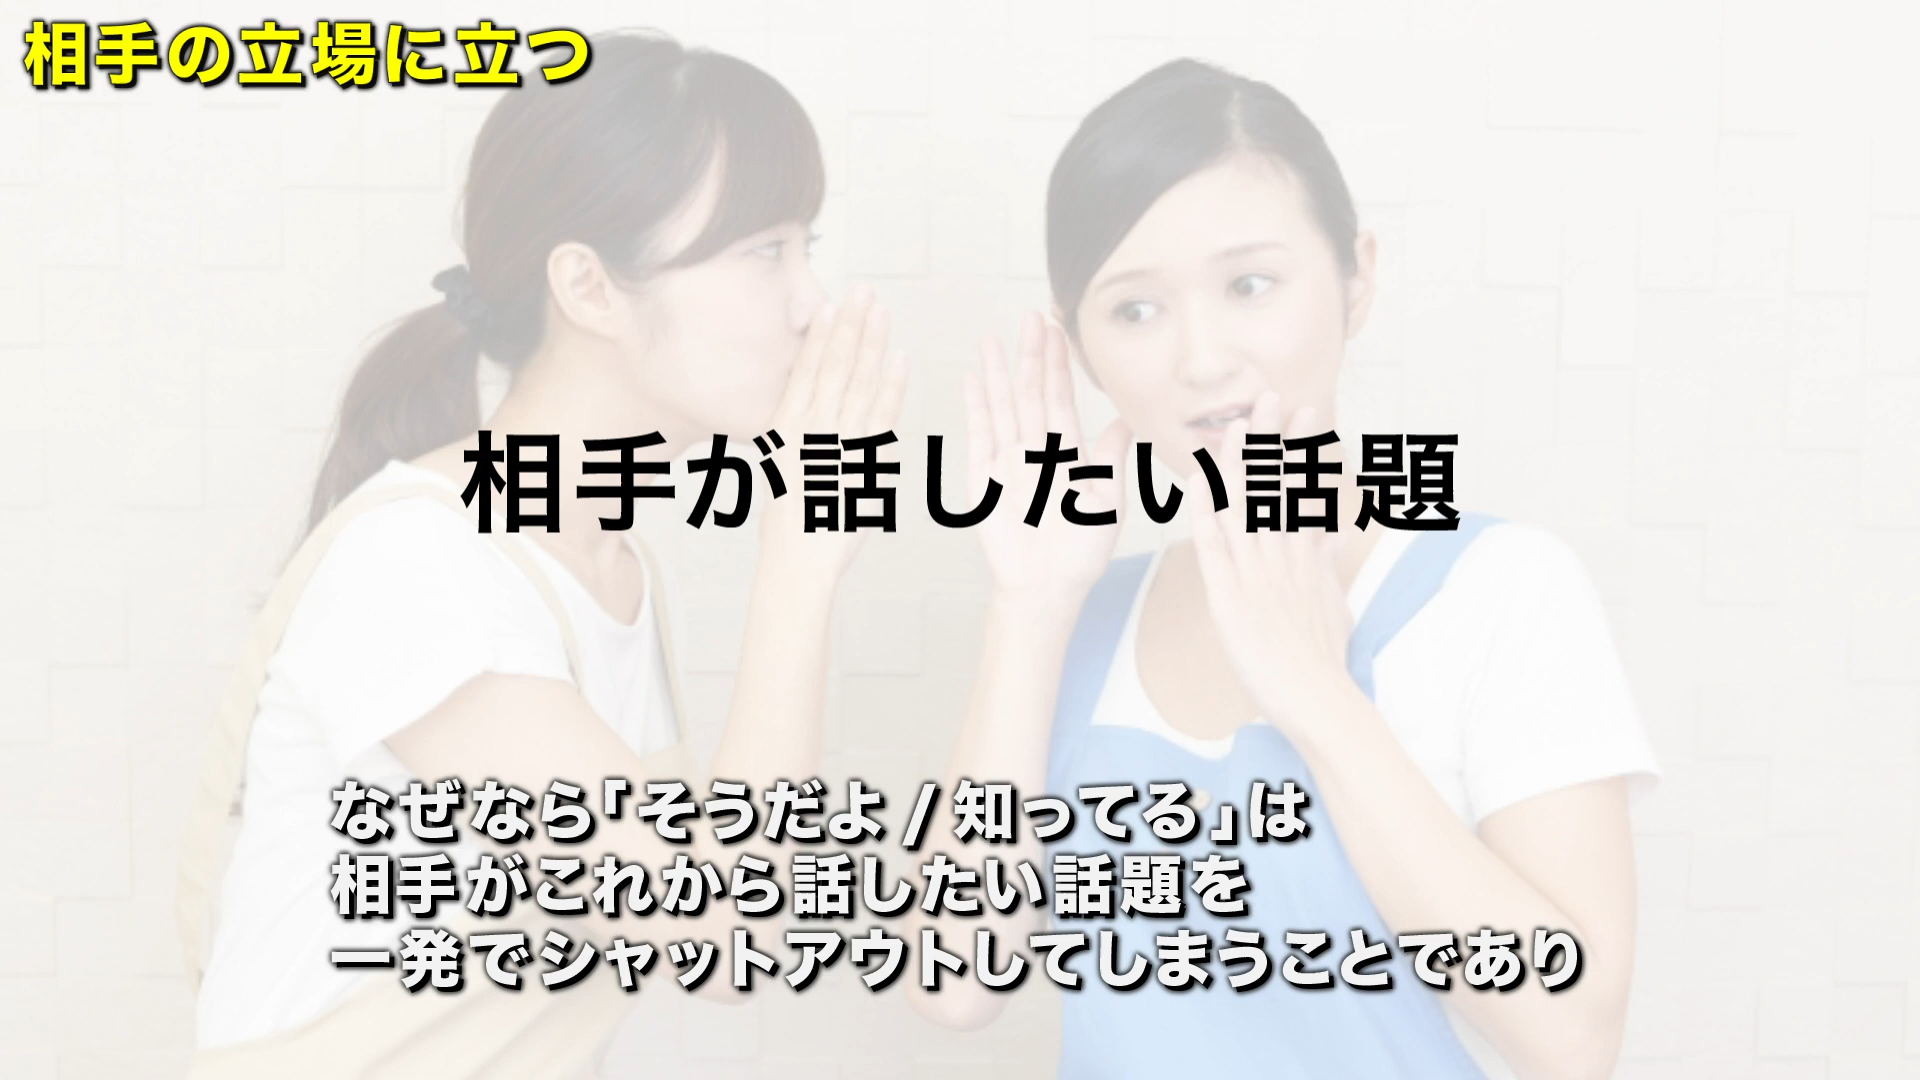 相手の立場に立つ
相手が話したい話題
なぜなら「そうだよ / 知ってる」は
相手がこれから話したい話題を
一発でシャットアウトしてしまうことであり